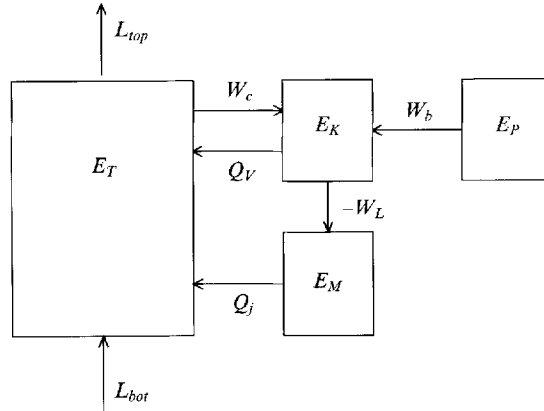 L_top
W_c
E_K
W_b
E_P
E_T
Q_V
–W_L
E_M
Q_j
L_bot